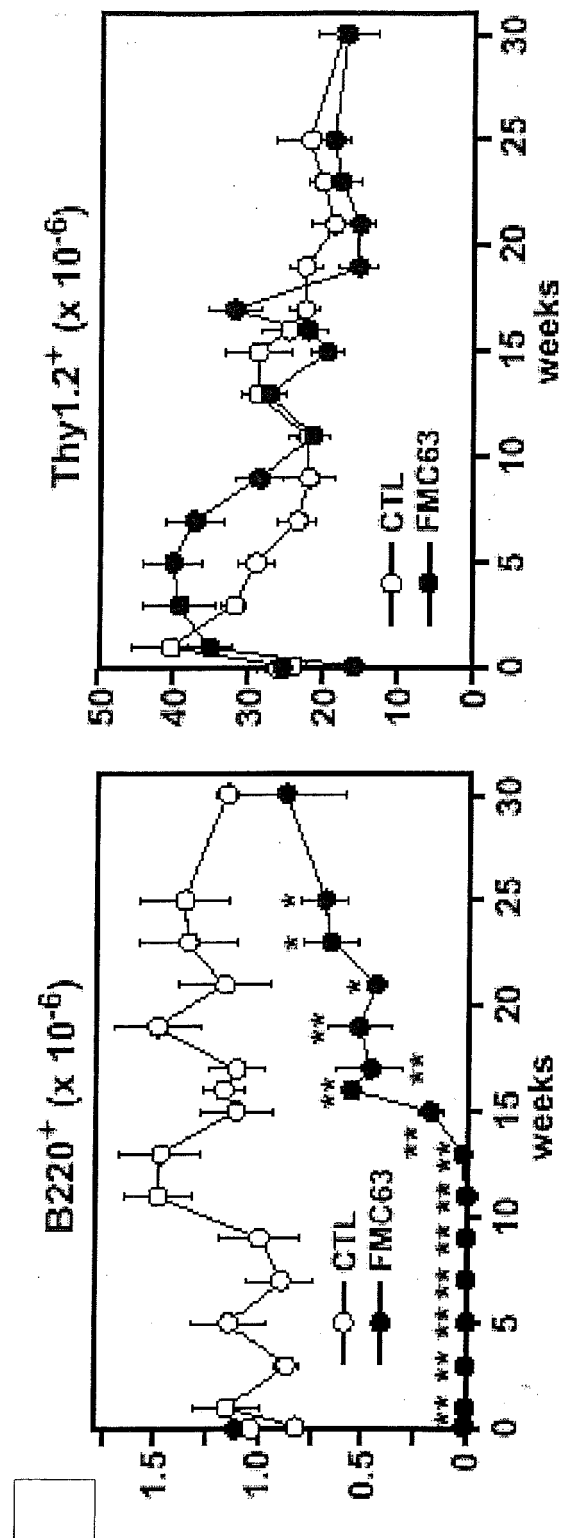 B220⁺ (x 10⁻⁶)
1.5
1.0
0.5
0
CTL
FMC63
** ** ** ** ** ** ** ** ** ** ** * * *
0 5 10 15 20 25 30
weeks
Thy1.2⁺ (x 10⁻⁶)
50
40
30
20
10
0
CTL
FMC63
0 5 10 15 20 25 30
weeks